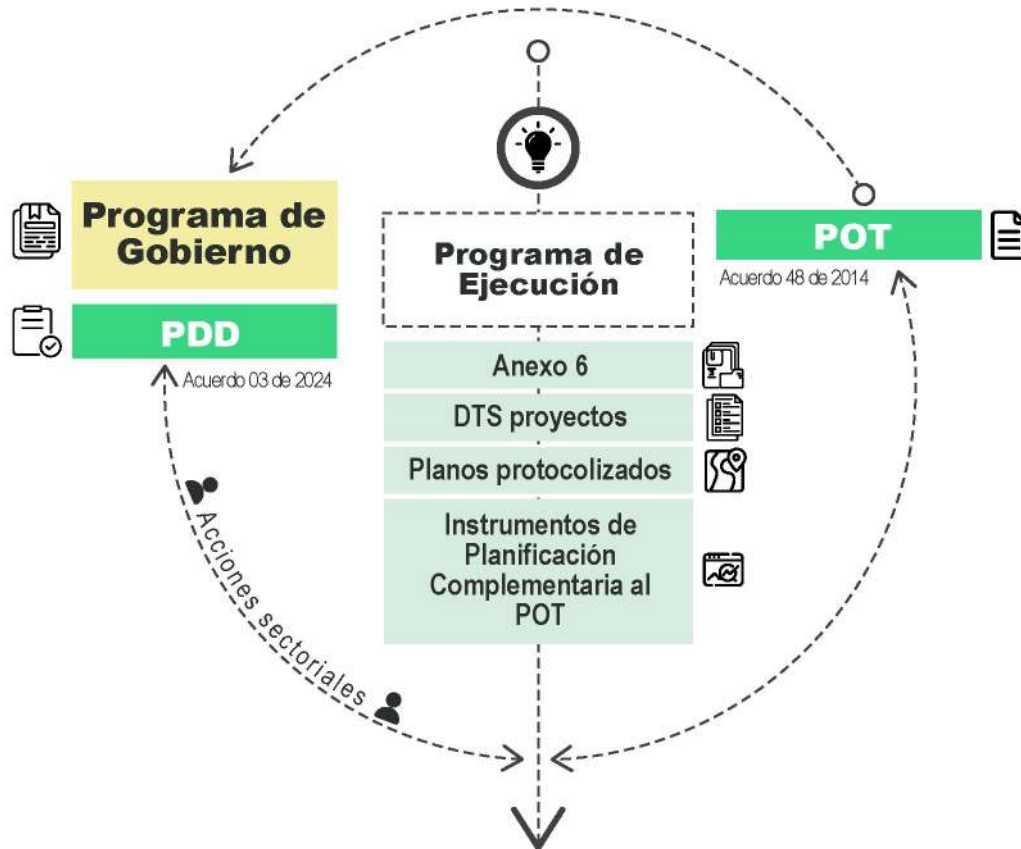 Programa de
Gobierno
PDD
Acuerdo 03 de 2024
Acciones sectoriales
Programa de
Ejecución
Anexo 6
DTS proyectos
Planos protocolizados
Instrumentos de
Planificación
Complementaria al
POT
POT
Acuerdo 48 de 2014